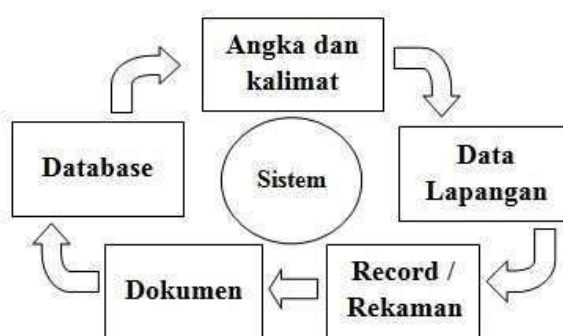 Angka dan
kalimat
Database
Sistem
Data
Lapangan
Dokumen
Record /
Rekaman